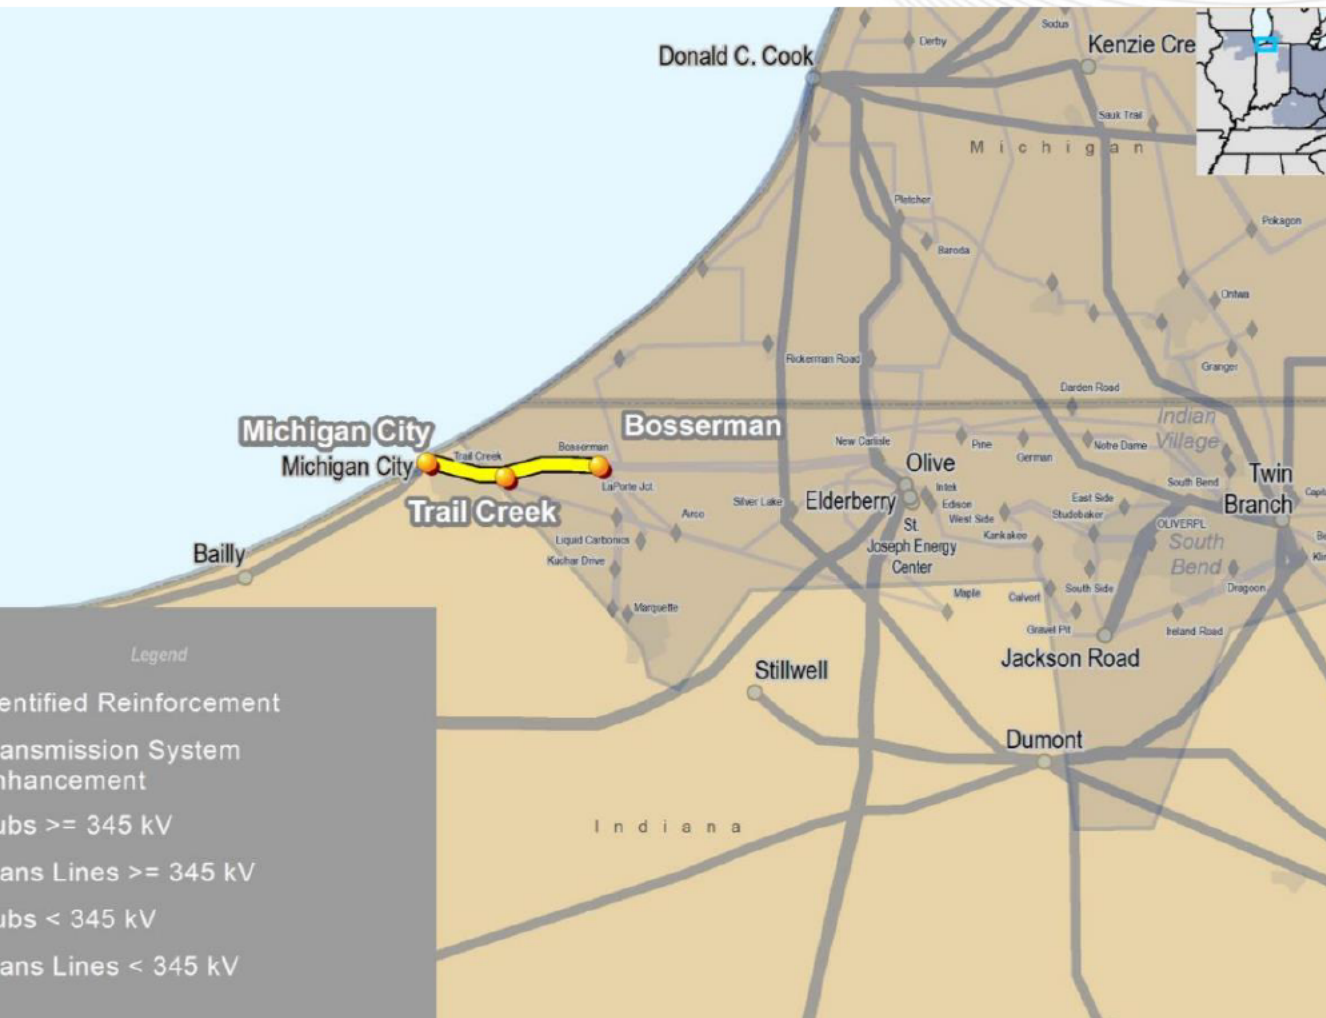 Sodus
Derby
Kenzie Cre
Donald C. Cook
Sauk Trail
Michigan
Pletcher
Pokagon
Baroda
Ontwa
Rickerman Road
Granger
Darden Road
Indian
Village
Michigan City
Bosserman
Bosserman
New Carlisle
Pine
German
Notre Dame
Michigan City
Trail Creek
Olive
South Bend
Twin
Branch
LaPorte Jct.
Silver Lake
Elderberry
Intek
Edison
West Side
East Side
Studebaker
Capit
Trail Creek
Airco
St.
Joseph Energy
Center
Kankakee
OLIVERPL
South
Bend
Be
Klin
Liquid Carbonics
Kuchar Drive
Bailly
Maple
Calvert
South Side
Dragoon
Marquette
Gravel Pit
Ireland Road
Jackson Road
Stillwell
Dumont
Indiana
Legend
entified Reinforcement
ansmission System
nhancement
ubs >= 345 kV
ans Lines >= 345 kV
ubs < 345 kV
ans Lines < 345 kV